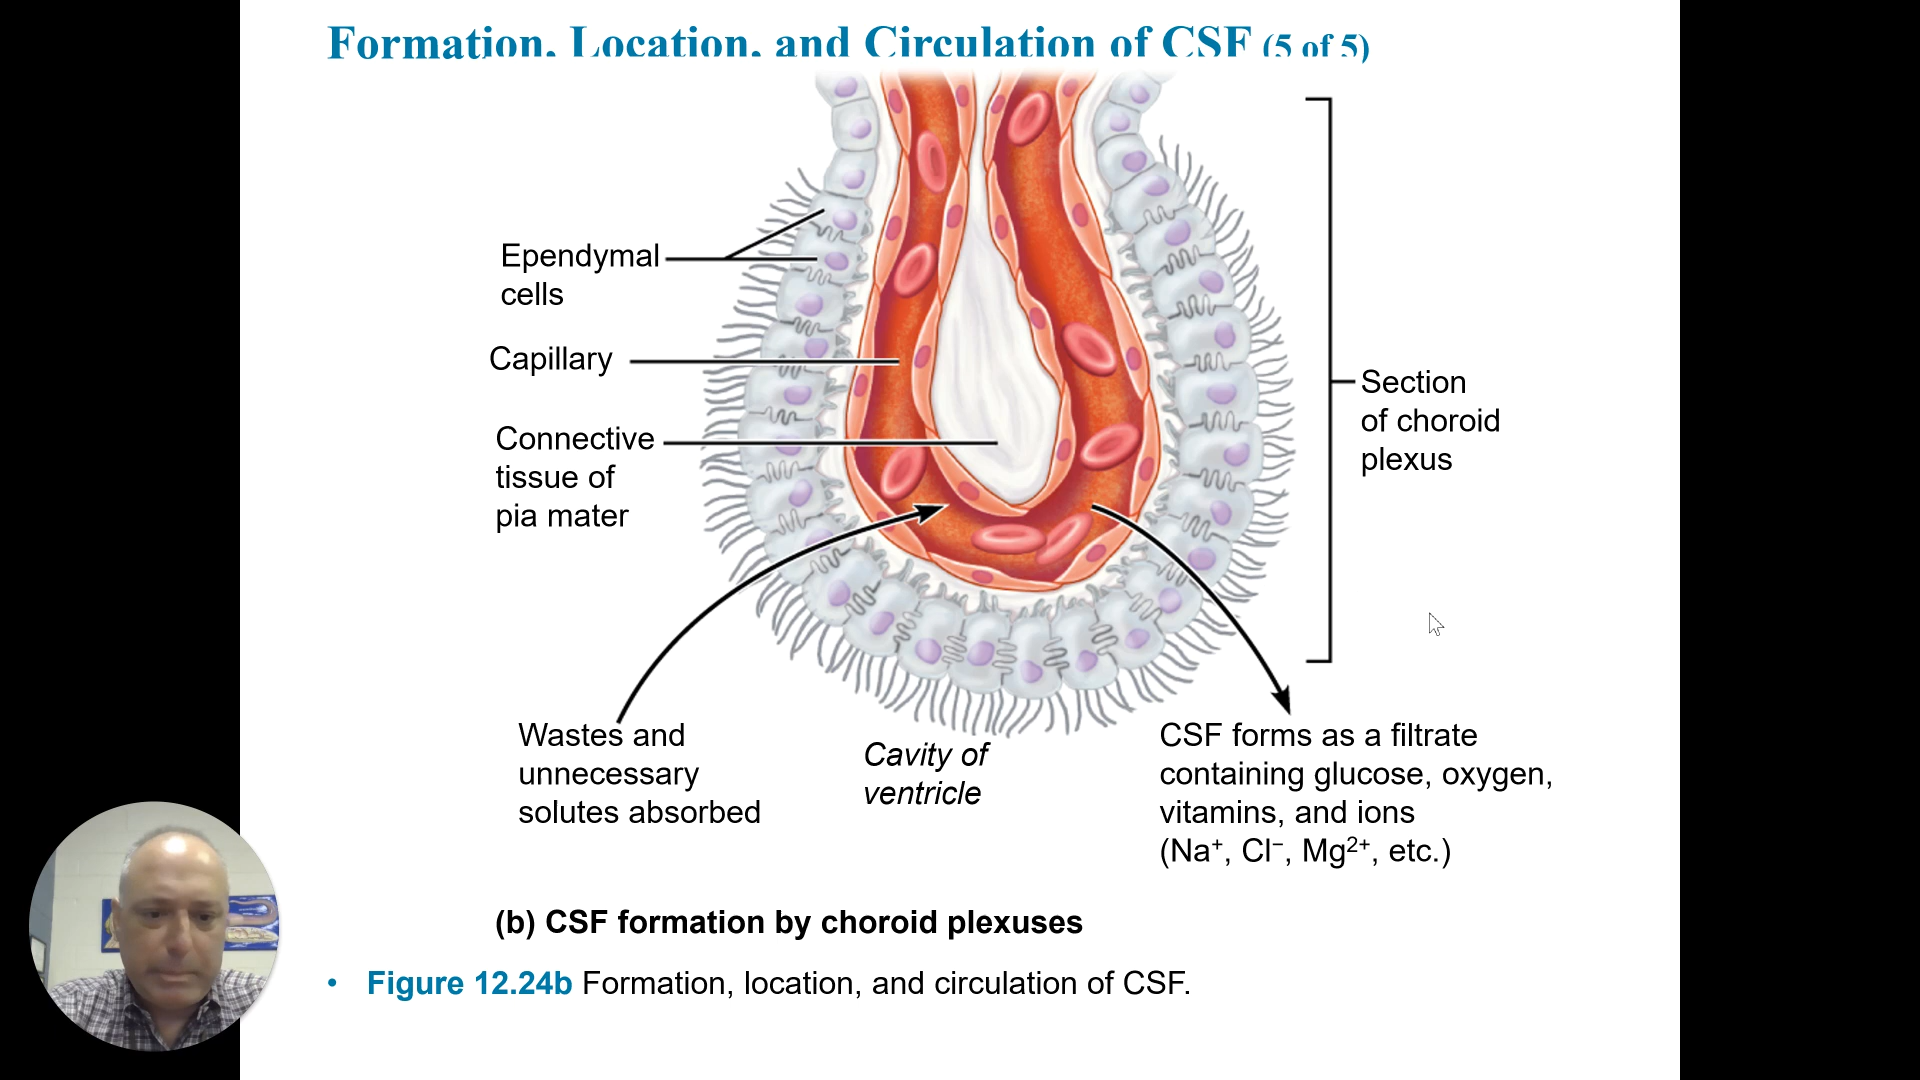 Formation, Location, and Circulation of CSF (5 of 5)
Ependymal
cells
Capillary
Connective
tissue of
pia mater
Section
of choroid
plexus
Wastes and
unnecessary
solutes absorbed
Cavity of
ventricle
CSF forms as a filtrate
containing glucose, oxygen,
vitamins, and ions
(Na⁺, Cl⁻, Mg²⁺, etc.)
(b) CSF formation by choroid plexuses
• Figure 12.24b Formation, location, and circulation of CSF.